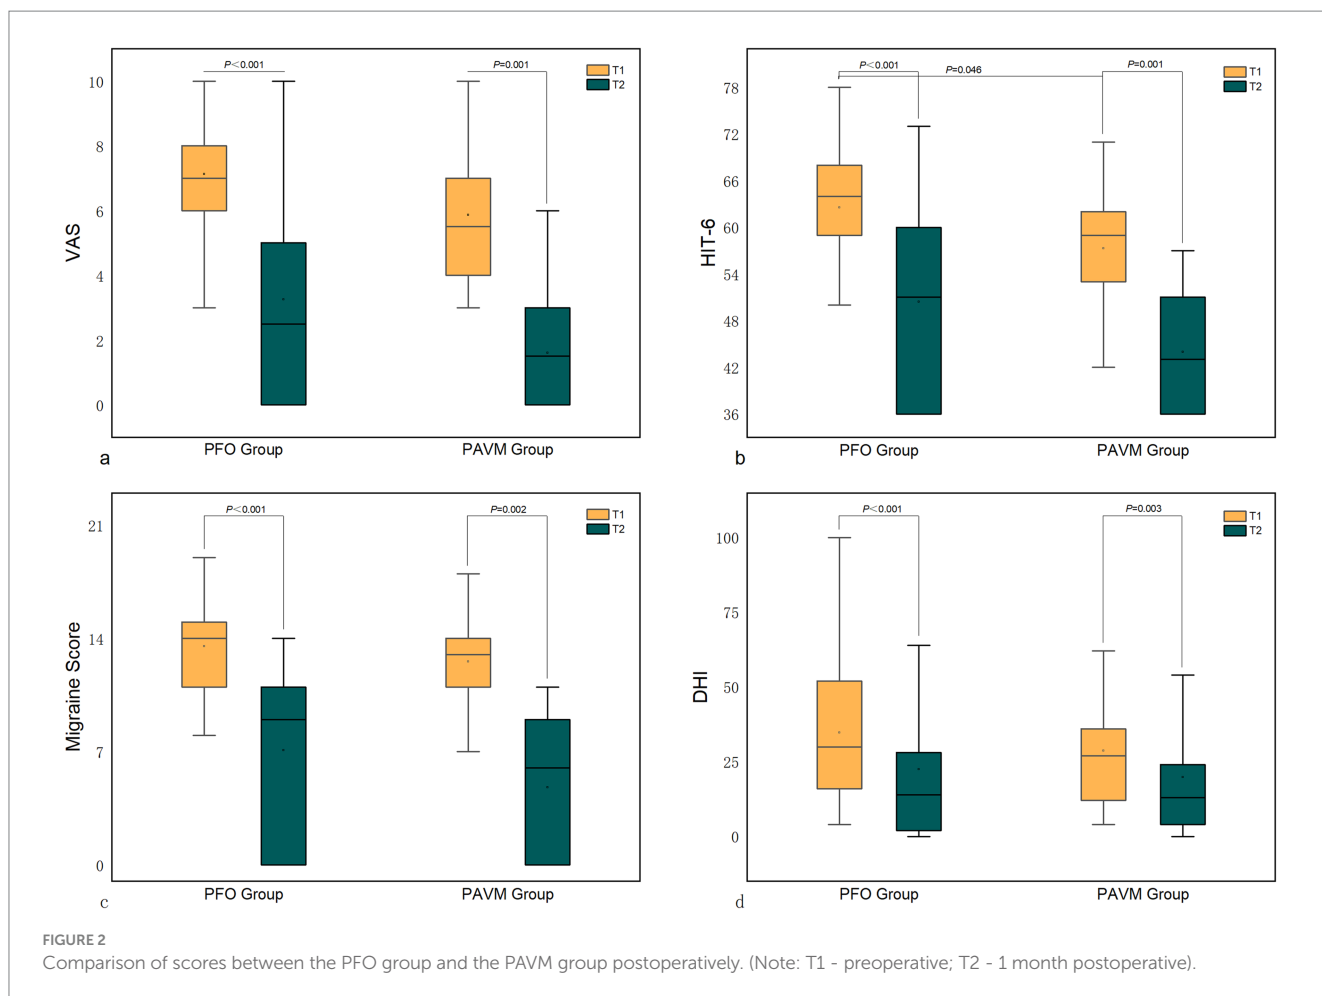 P<0.001
P=0.001
T1
T2
10
8
6
4
2
0
VAS
PFO Group
PAVM Group
a
P<0.001
P=0.046
P=0.001
T1
T2
78
72
66
60
54
48
42
36
HIT-6
PFO Group
PAVM Group
b
P<0.001
P=0.002
T1
T2
21
14
7
0
Migraine Score
PFO Group
PAVM Group
c
P<0.001
P=0.003
T1
T2
100
75
50
25
0
DHI
PFO Group
PAVM Group
d
FIGURE 2
Comparison of scores between the PFO group and the PAVM group postoperatively. (Note: T1 - preoperative; T2 - 1 month postoperative).